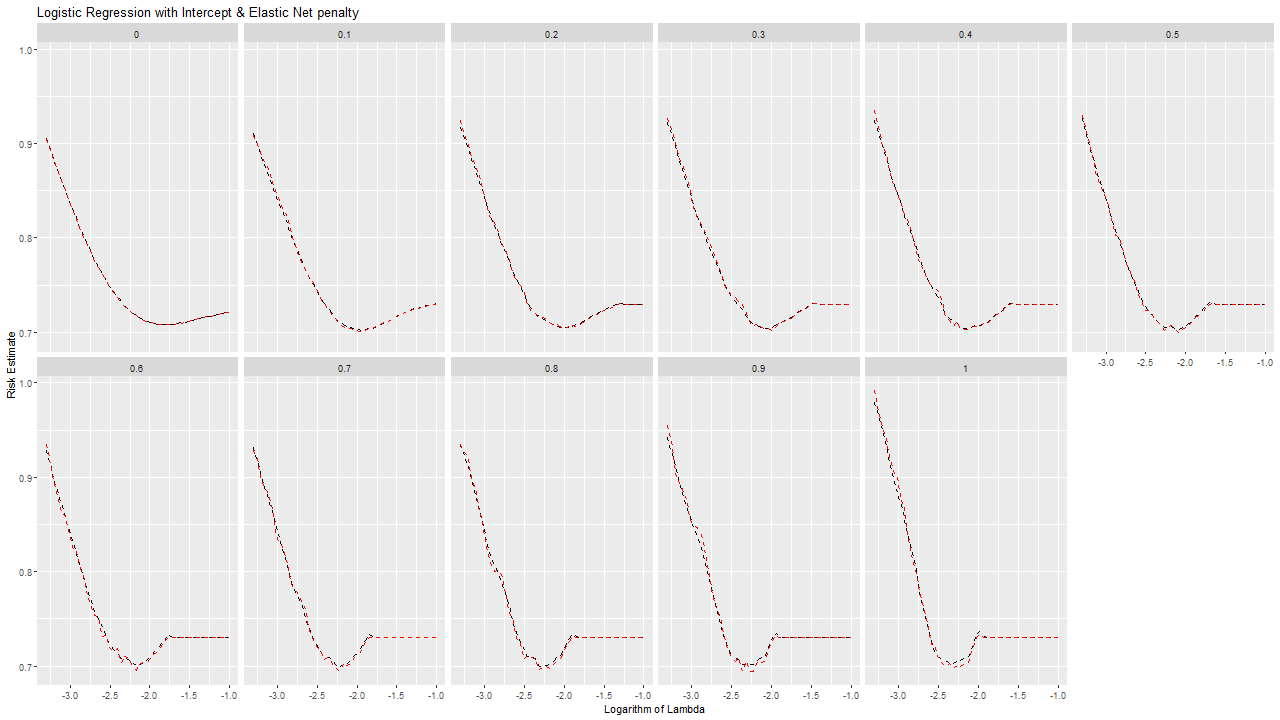 Logistic Regression with Intercept & Elastic Net penalty
0 0.1 0.2 0.3 0.4 0.5
1.0
0.9
0.8
0.7
-3.0 -2.5 -2.0 -1.5 -1.0
Risk Estimate
0.6 0.7 0.8 0.9 1
1.0
0.9
0.8
0.7
-3.0 -2.5 -2.0 -1.5 -1.0 -3.0 -2.5 -2.0 -1.5 -1.0 -3.0 -2.5 -2.0 -1.5 -1.0 -3.0 -2.5 -2.0 -1.5 -1.0 -3.0 -2.5 -2.0 -1.5 -1.0
Logarithm of Lambda